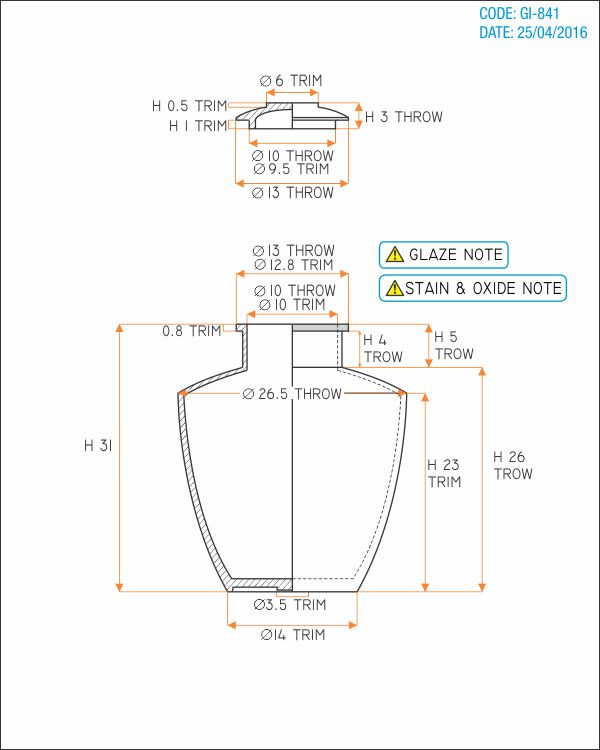 CODE: GI-841
DATE: 25/04/2016
Ø 6 TRIM
H 0.5 TRIM
H 3 THROW
H 1 TRIM
Ø 10 THROW
Ø 9.5 TRIM
Ø 13 THROW
Ø 13 THROW
Ø 12.8 TRIM
⚠ GLAZE NOTE
⚠ STAIN & OXIDE NOTE
Ø 10 THROW
Ø 10 TRIM
0.8 TRIM
H 4
TROW
H 5
TROW
Ø 26.5 THROW
H 31
H 23
TRIM
H 26
TROW
Ø3.5 TRIM
Ø14 TRIM